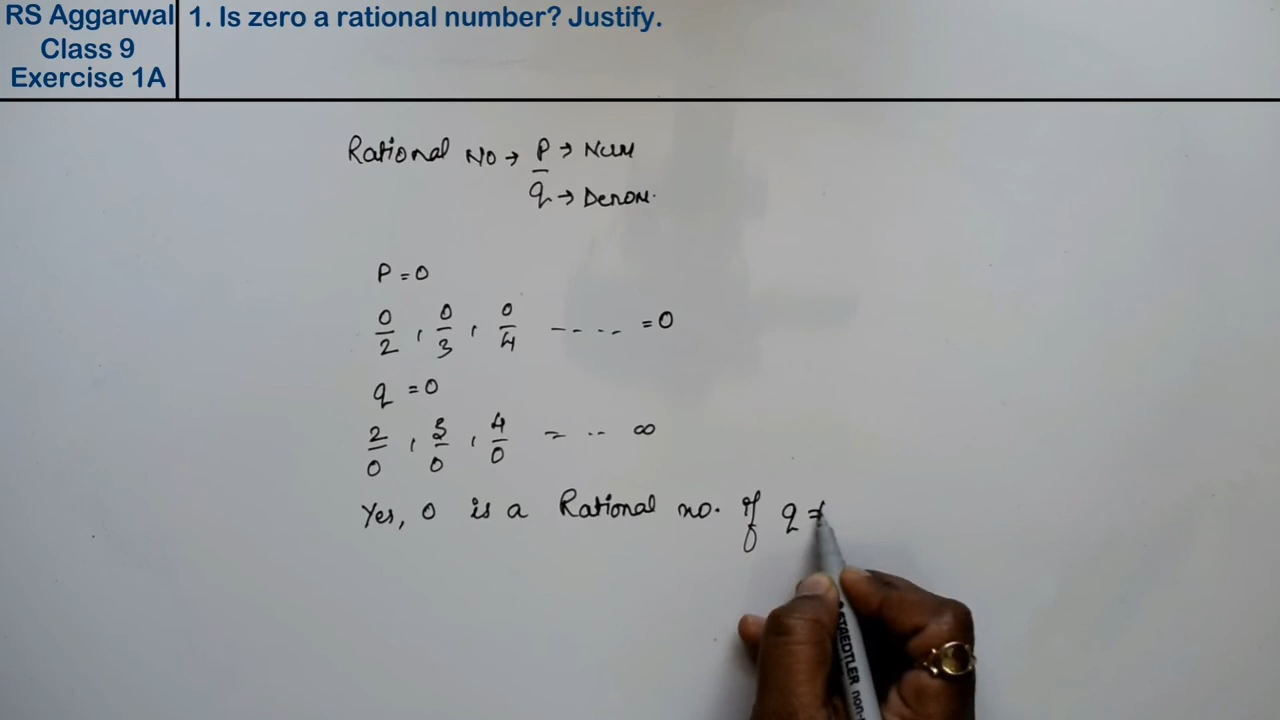 RS Aggarwal
Class 9
Exercise 1A
1. Is zero a rational number? Justify.
Rational No → P → Num
q → Denom.
P = 0
0/2, 0/3, 0/4 ---- = 0
q = 0
2/0, 3/0, 4/0 = -- ∞
Yes, 0 is a Rational no. if q ≠
STAEDTLER non-